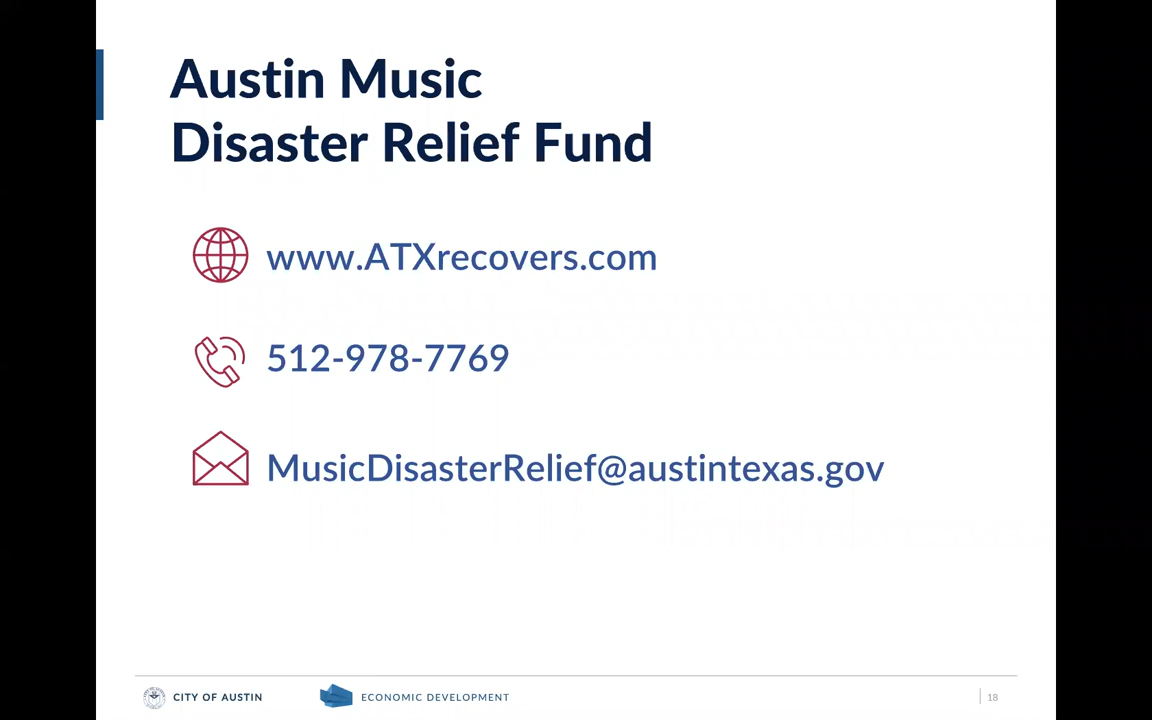 Austin Music
Disaster Relief Fund
www.ATXrecovers.com
512-978-7769
MusicDisasterRelief@austintexas.gov
CITY OF AUSTIN
ECONOMIC DEVELOPMENT
18